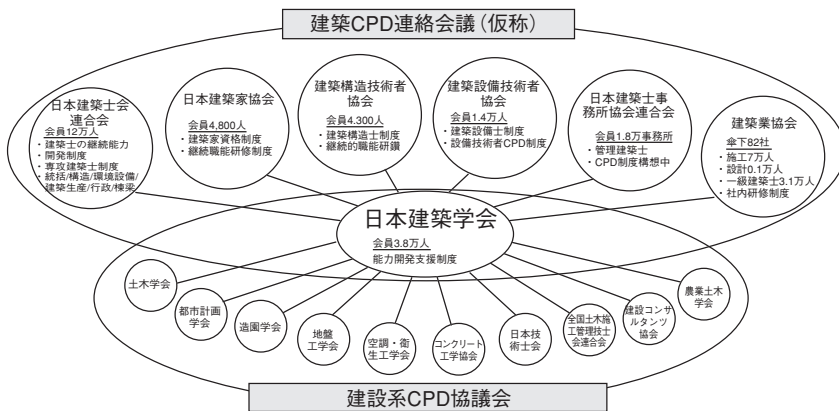 建築CPD連絡会議（仮称）
日本建築士会
連合会
会員12万人
・建築士の継続能力
・開発制度
・専攻建築士制度
・統括/構造/環境設備/
建築生産/行政/棟梁
日本建築家協会
会員4,800人
・建築家資格制度
・継続職能研修制度
建築構造技術者
協会
会員4.300人
・建築構造士制度
・継続的職能研鑽
建築設備技術者
協会
会員1.4万人
・建築設備士制度
・設備技術者CPD制度
日本建築士事
務所協会連合会
会員1.8万事務所
・管理建築士
・CPD制度構想中
建築業協会
傘下82社
・施工7万人
・設計0.1万人
・一級建築士3.1万人
・社内研修制度
日本建築学会
会員3.8万人
能力開発支援制度
土木学会
都市計画
学会
造園学会
地盤
工学会
空調・衛
生工学会
コンクリート
工学協会
日本技
術士会
全国土木施
工管理技士
会連合会
建設コンサ
ルタンツ
協会
農業土木
学会
建設系CPD協議会